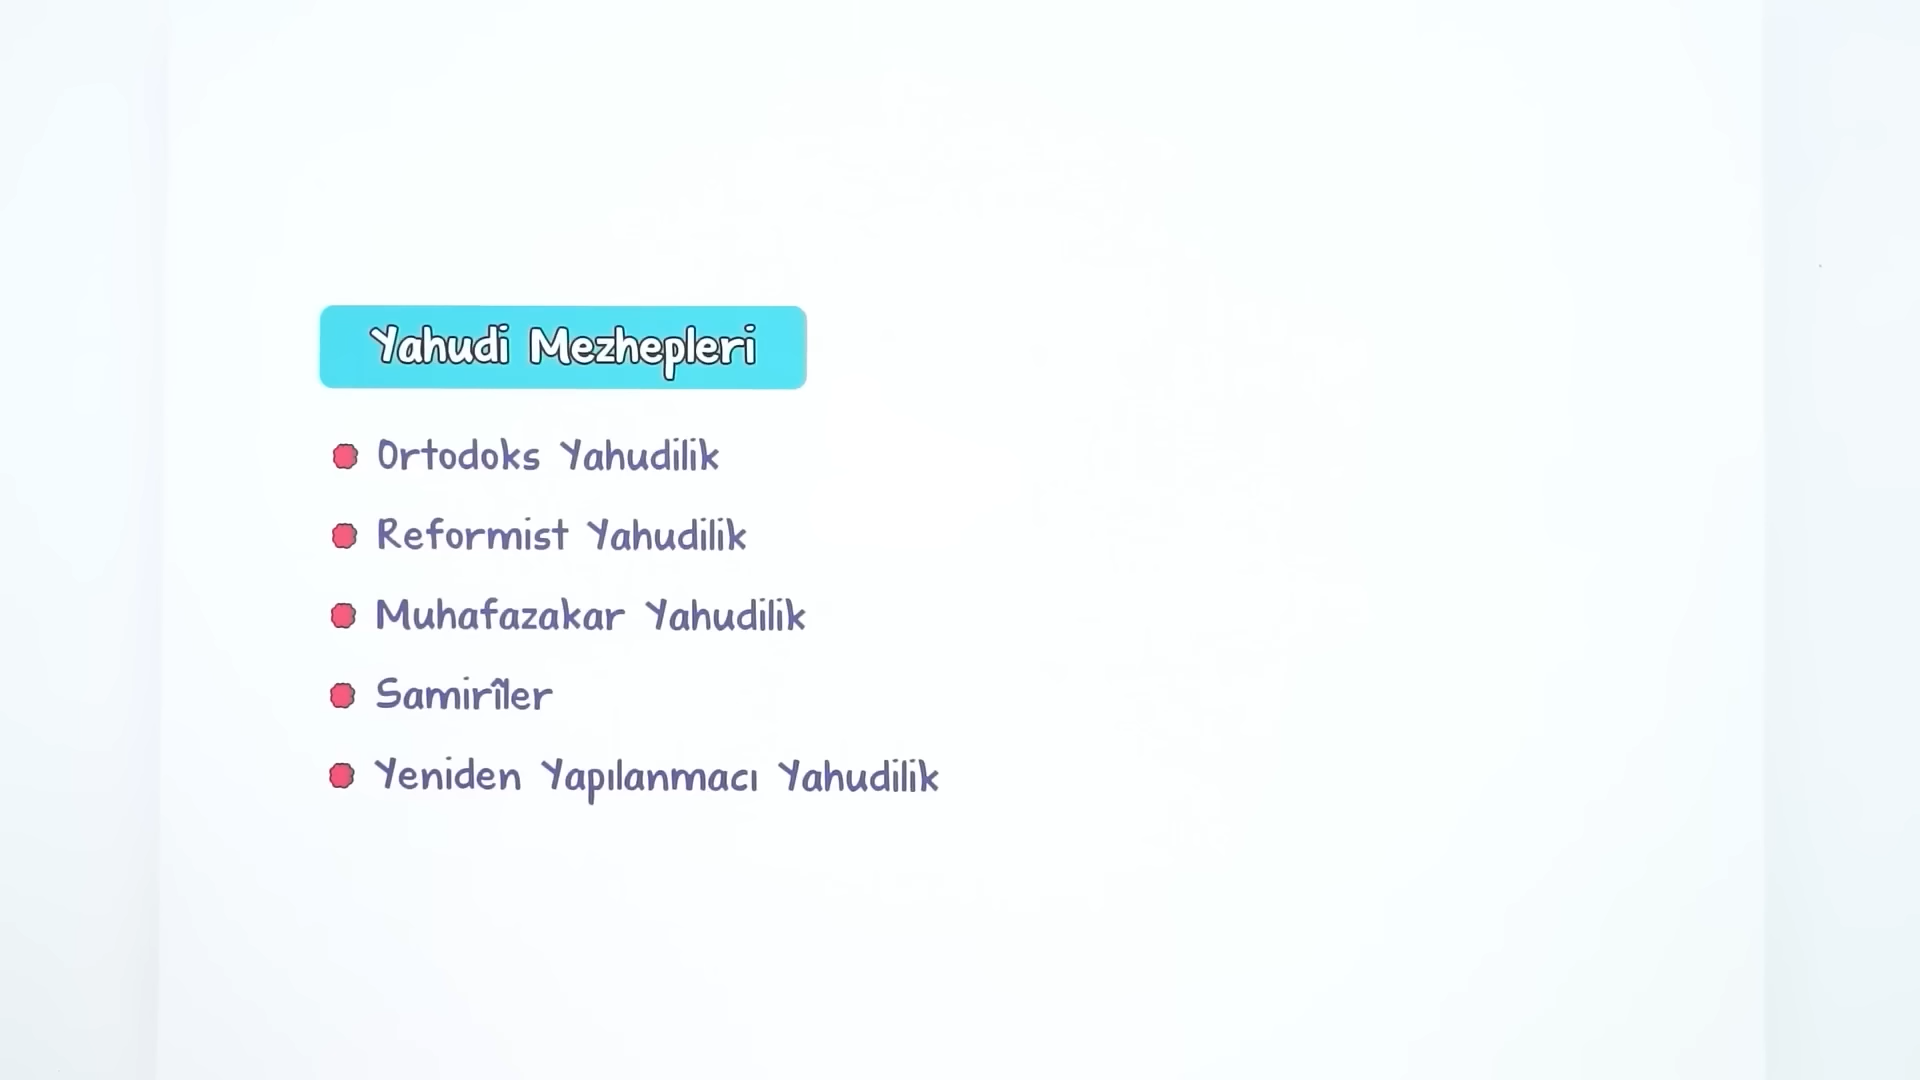 Yahudi Mezhepleri
Ortodoks Yahudilik
Reformist Yahudilik
Muhafazakar Yahudilik
Samirîler
Yeniden Yapılanmacı Yahudilik